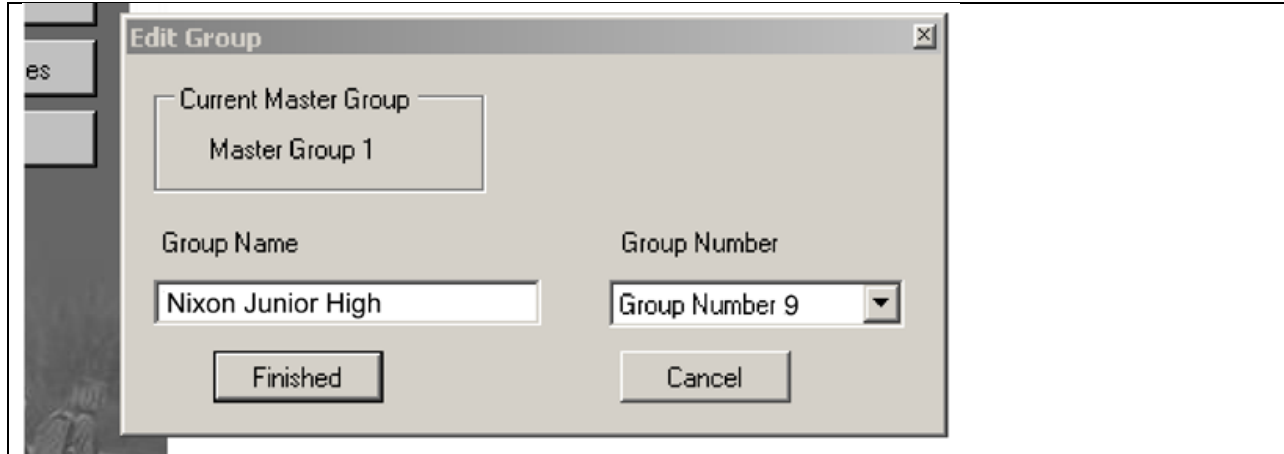 Edit Group
es
Current Master Group
Master Group 1
Group Name
Group Number
Nixon Junior High
Group Number 9
Finished
Cancel